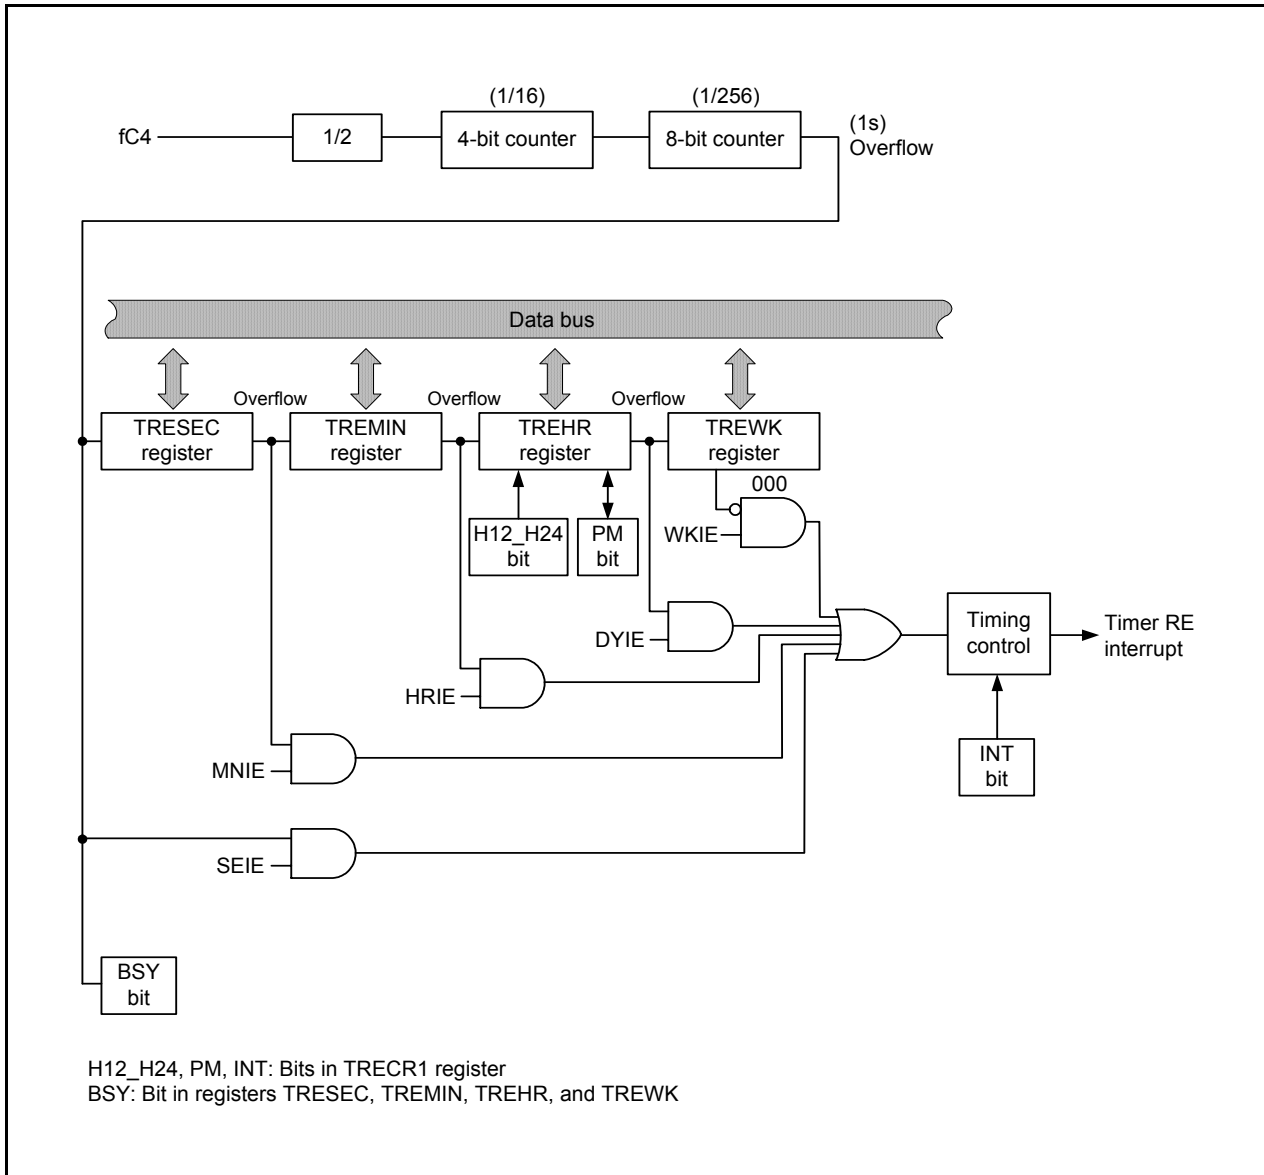 (1/16)
(1/256)
fC4
1/2
4-bit counter
8-bit counter
(1s)
Overflow
Data bus
Overflow
Overflow
Overflow
TRESEC
register
TREMIN
register
TREHR
register
TREWK
register
000
H12_H24
bit
PM
bit
WKIE
DYIE
HRIE
MNIE
SEIE
Timing
control
Timer RE
interrupt
INT
bit
BSY
bit
H12_H24, PM, INT: Bits in TRECR1 register
BSY: Bit in registers TRESEC, TREMIN, TREHR, and TREWK